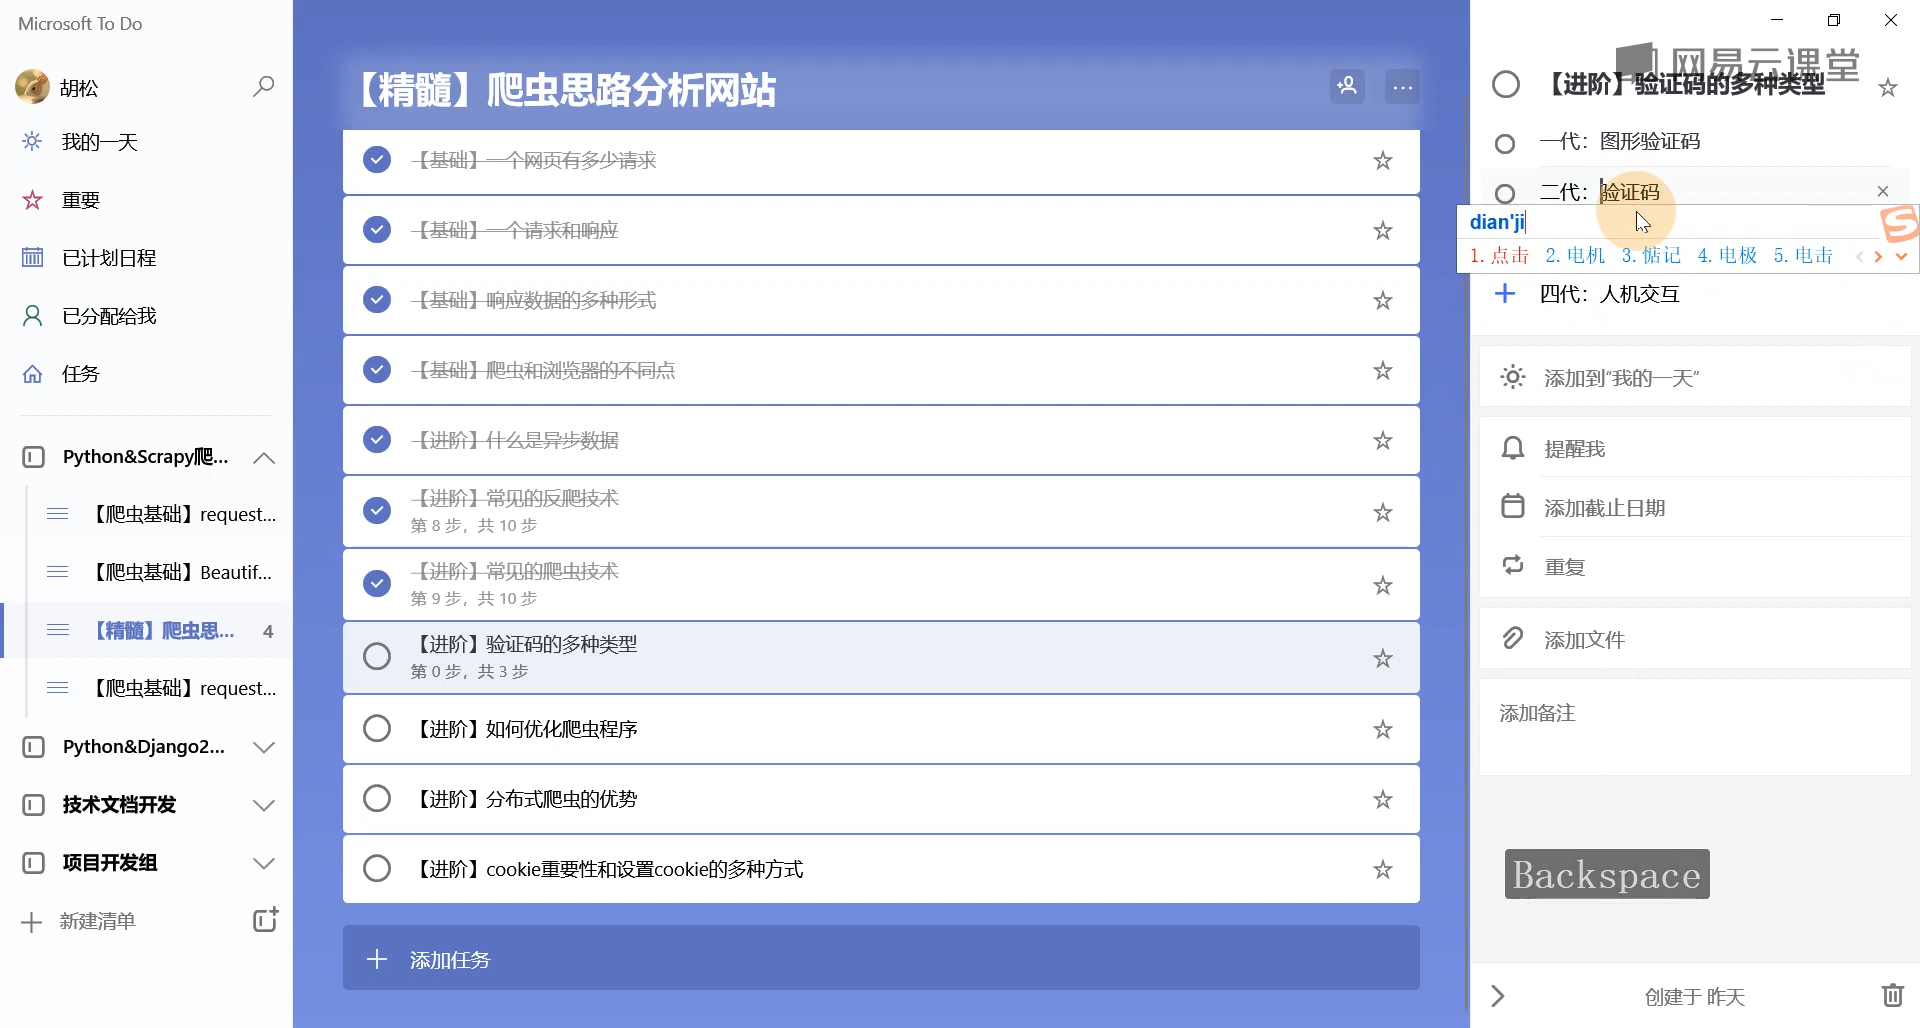 Microsoft To Do
胡松
我的一天
重要
已计划日程
已分配给我
任务
Python&Scrapy爬...
【爬虫基础】request...
【爬虫基础】Beautif...
【精髓】爬虫思... 4
【爬虫基础】request...
Python&Django2...
技术文档开发
项目开发组
新建清单
【精髓】爬虫思路分析网站
【基础】一个网页有多少请求
【基础】一个请求和响应
【基础】响应数据的多种形式
【基础】爬虫和浏览器的不同点
【进阶】什么是异步数据
【进阶】常见的反爬技术
第 8 步，共 10 步
【进阶】常见的爬虫技术
第 9 步，共 10 步
【进阶】验证码的多种类型
第 0 步，共 3 步
【进阶】如何优化爬虫程序
【进阶】分布式爬虫的优势
【进阶】cookie重要性和设置cookie的多种方式
添加任务
网易云课堂
【进阶】验证码的多种类型
一代：图形验证码
二代：验证码
dian'ji
1.点击 2.电机 3.惦记 4.电极 5.电击
四代：人机交互
添加到“我的一天”
提醒我
添加截止日期
重复
添加文件
添加备注
Backspace
创建于 昨天